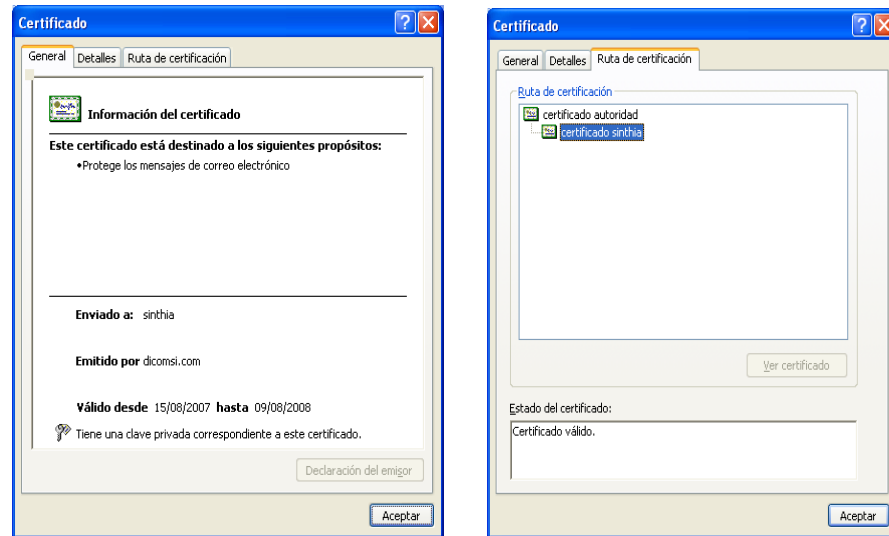 Certificado
General Detalles Ruta de certificación
Información del certificado
Este certificado está destinado a los siguientes propósitos:
•Protege los mensajes de correo electrónico
Enviado a: sinthia
Emitido por dicomsi.com
Válido desde 15/08/2007 hasta 09/08/2008
Tiene una clave privada correspondiente a este certificado.
Declaración del emisor
Aceptar
Certificado
General Detalles Ruta de certificación
Ruta de certificación
certificado autoridad
certificado sinthia
Ver certificado
Estado del certificado:
Certificado válido.
Aceptar